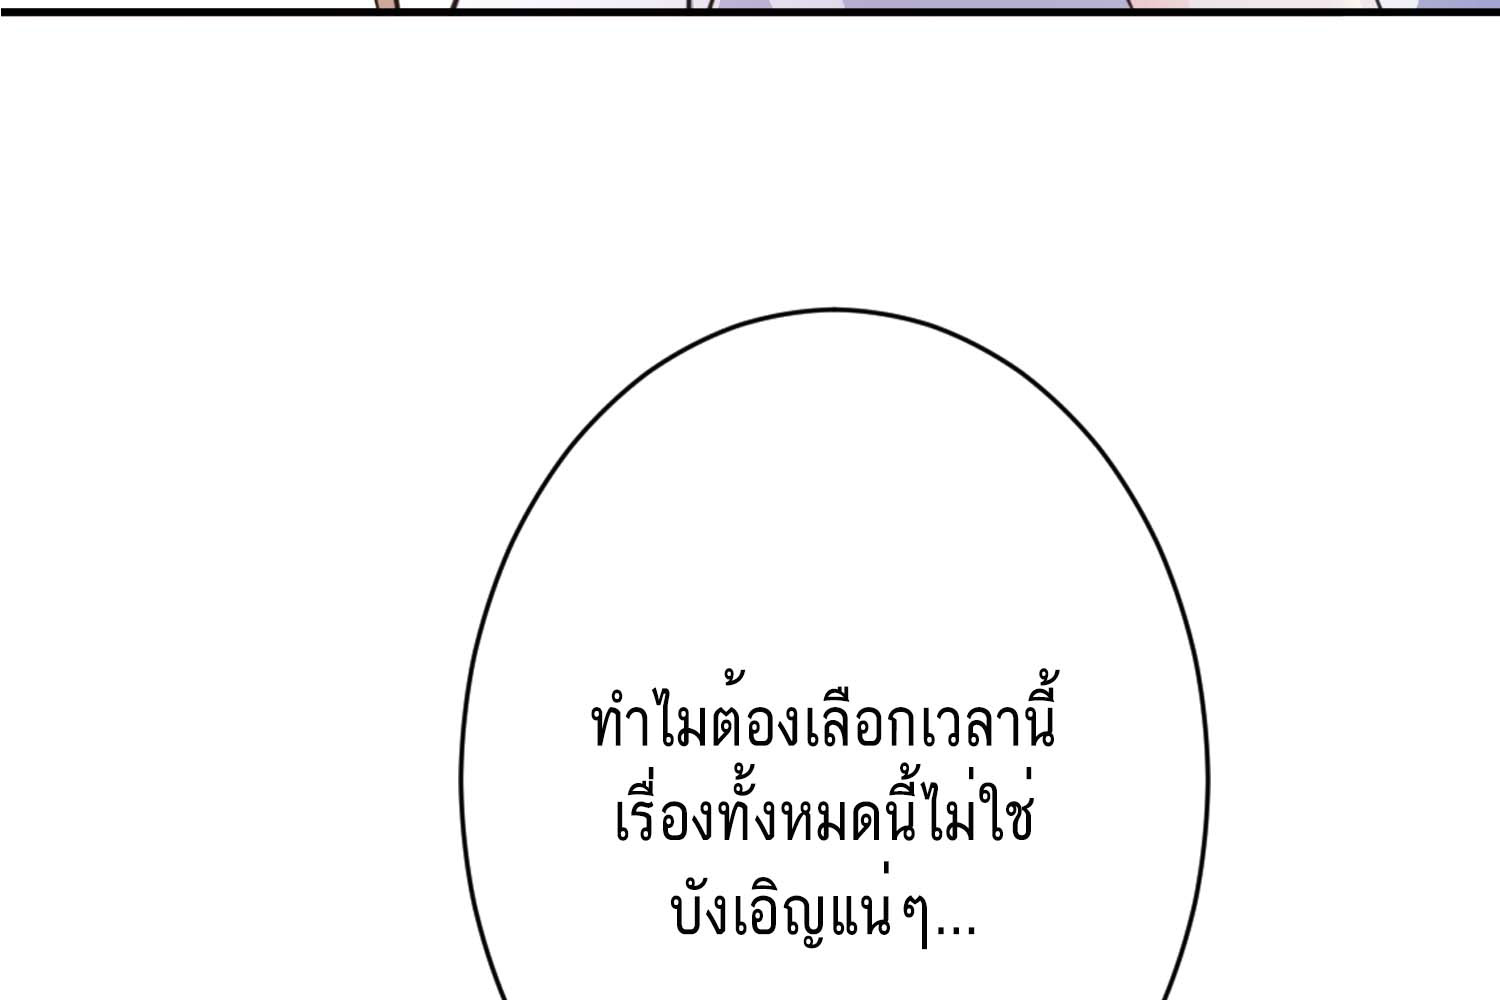 ทำไมต้องเลือกเวลานี้
เรื่องทั้งหมดนี้ไม่ใช่
บังเอิญแน่ๆ...